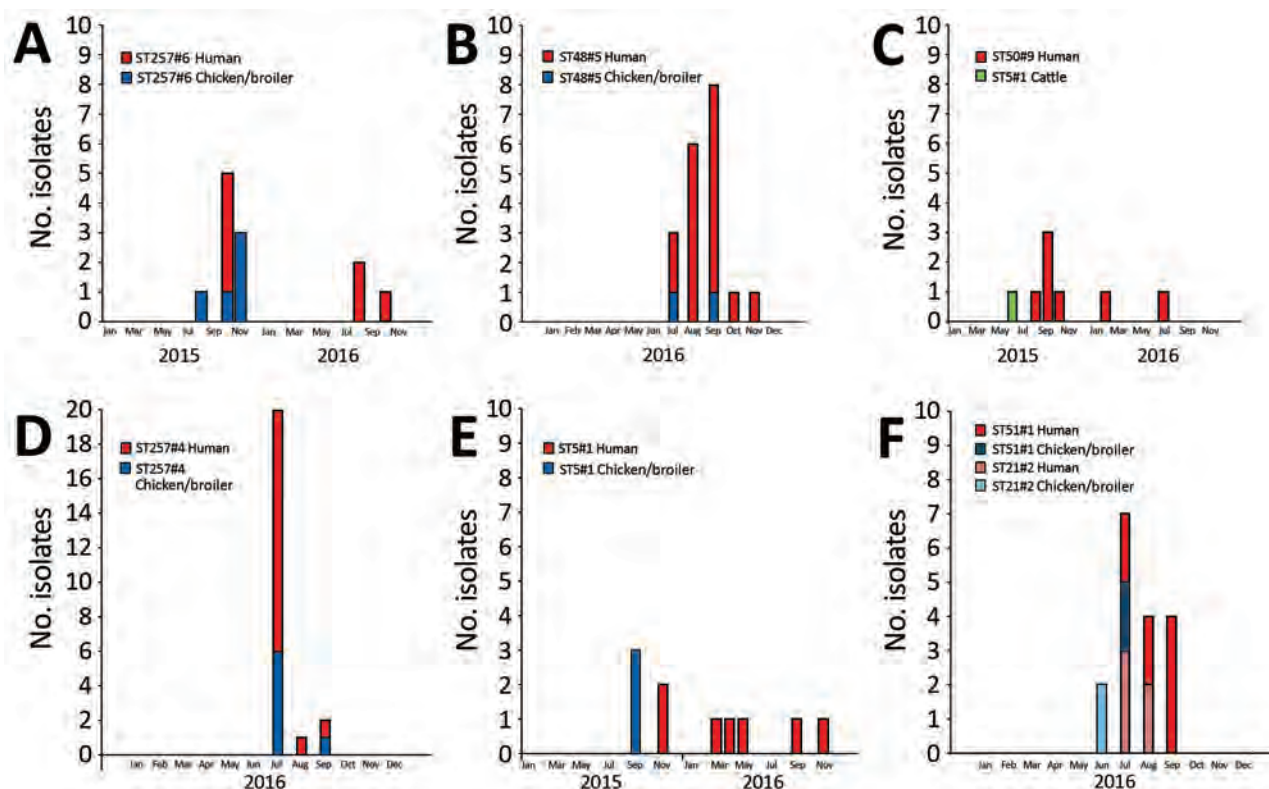 A
No. isolates
10
9
8
7
6
5
4
3
2
1
0
ST257#6 Human
ST257#6 Chicken/broiler
Jan Mar May Jul Sep Nov Jan Mar May Jul Sep Nov
2015 2016
B
No. isolates
10
9
8
7
6
5
4
3
2
1
0
ST48#5 Human
ST48#5 Chicken/broiler
Jan Feb Mar Apr May Jun Jul Aug Sep Oct Nov Dec
2016
C
No. isolates
10
9
8
7
6
5
4
3
2
1
0
ST50#9 Human
ST5#1 Cattle
Jan Mar May Jul Sep Nov Jan Mar May Jul Sep Nov
2015 2016
D
No. isolates
20
18
16
14
12
10
8
6
4
2
0
ST257#4 Human
ST257#4
Chicken/broiler
Jan Feb Mar Apr May Jun Jul Aug Sep Oct Nov Dec
2016
E
No. isolates
10
9
8
7
6
5
4
3
2
1
0
ST5#1 Human
ST5#1 Chicken/broiler
Jan Mar May Jul Sep Nov Jan Mar May Jul Sep Nov
2015 2016
F
No. isolates
10
9
8
7
6
5
4
3
2
1
0
ST51#1 Human
ST51#1 Chicken/broiler
ST21#2 Human
ST21#2 Chicken/broiler
Jan Feb Mar Apr May Jun Jul Aug Sep Oct Nov Dec
2016